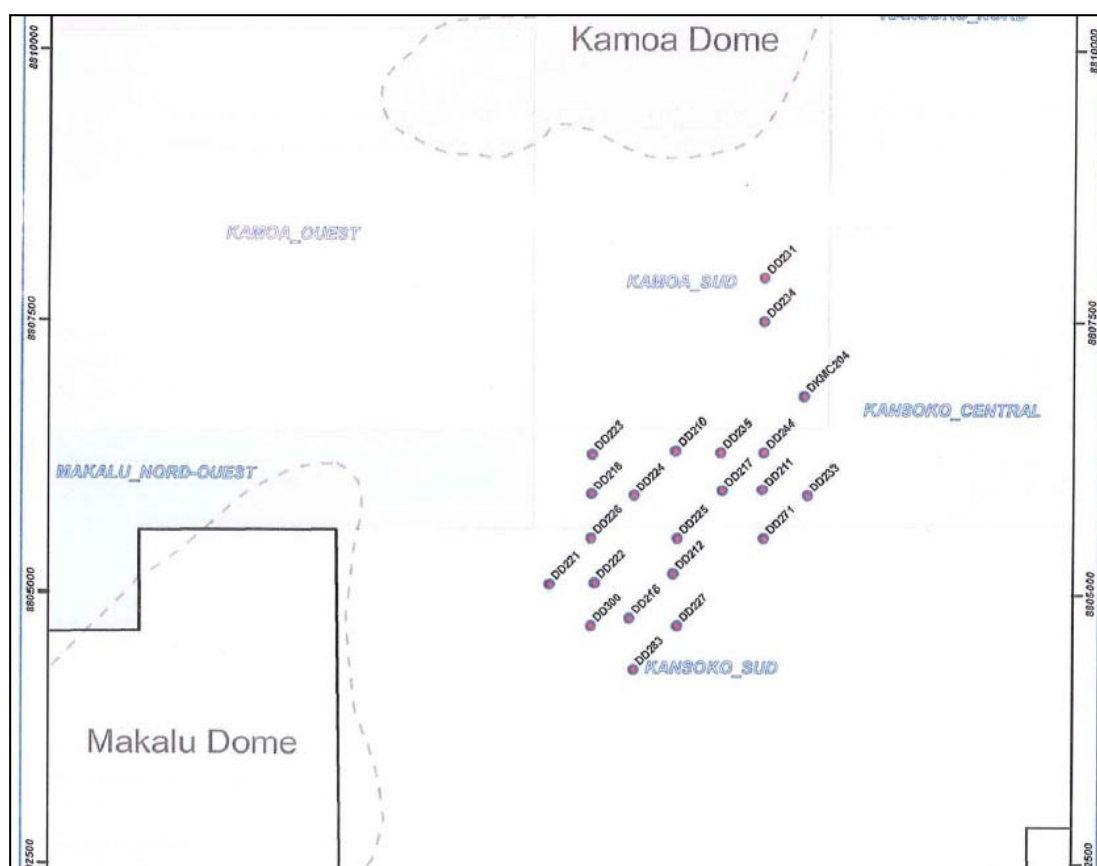 KANSOKO_NORD
Kamoa Dome
8810000
8810000
KAMOA_OUEST
KAMOA_SUD
DD231
DD234
8807500
8807500
DKMC204
KANSOKO_CENTRAL
DD223
DD210
DD235
DD244
MAKALU_NORD-OUEST
DD218
DD224
DD217
DD211
DD233
DD226
DD225
DD271
DD221
DD222
DD212
8805000
8805000
DD300
DD216
DD227
DD283
KANSOKO_SUD
Makalu Dome
02500
2500